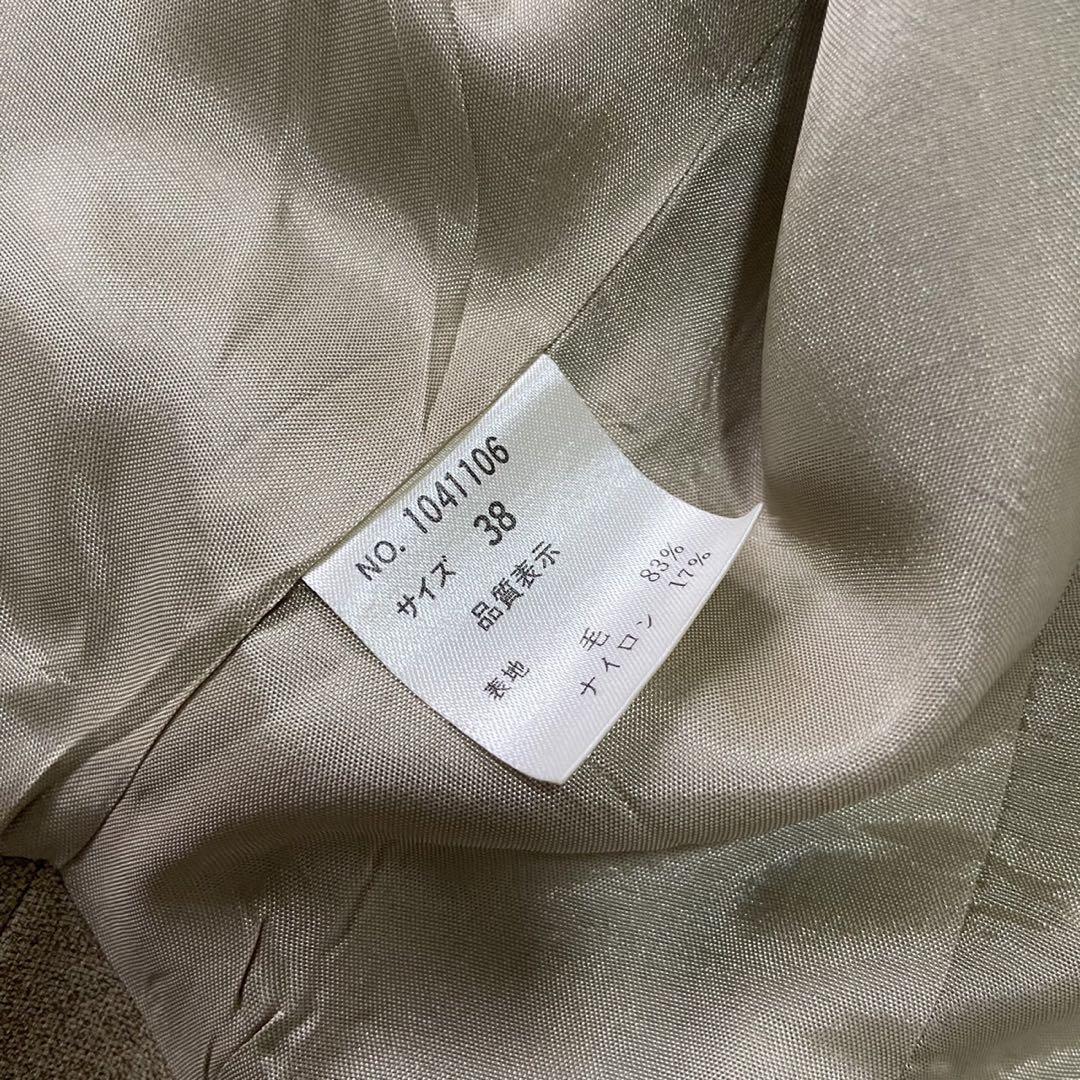 NO. 1041106
サイズ 38
品質表示
表地 毛 83%
ナイロン 17%